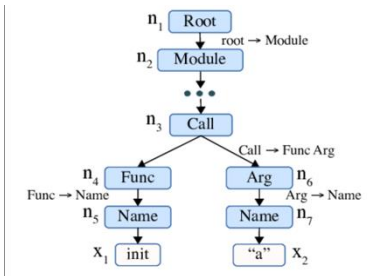 n1 Root
root → Module
n2 Module
n3 Call
Call → Func Arg
n4 Func Arg n6
Func → Name Arg → Name
n5 Name Name n7
x1 init "a" x2